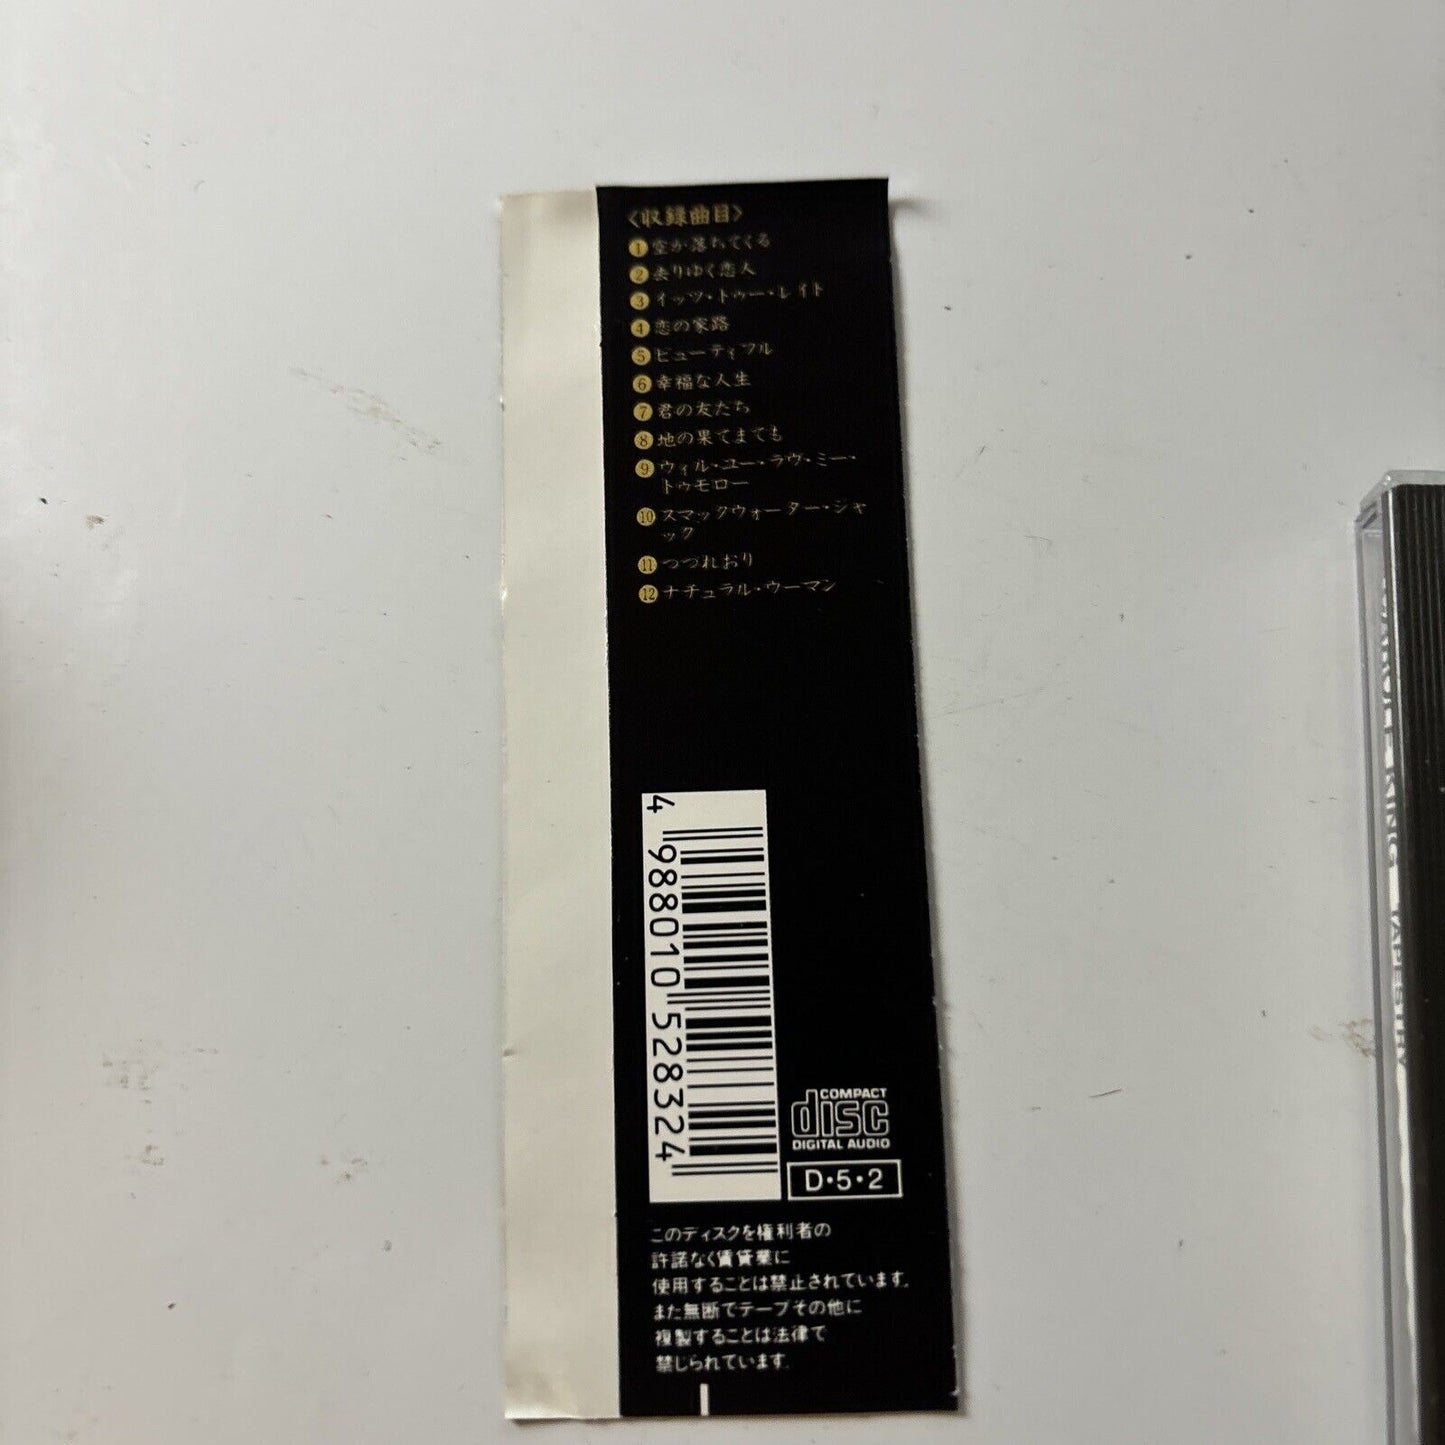 〈収録曲目〉
1 空が落ちてくる
2 去りゆく恋人
3 イッツ・トゥー・レイト
4 恋の家路
5 ビューティフル
6 幸福な人生
7 君の友だち
8 地の果てまでも
9 ウィル・ユー・ラヴ・ミー・
トゥモロー
10 スマックウォーター・ジャ
ック
11 つづれおり
12 ナチュラル・ウーマン
4 988010 528324
COMPACT
disc
DIGITAL AUDIO
D・5・2
このディスクを権利者の
許諾なく賃貸業に
使用することは禁止されています.
また無断でテープその他に
複製することは法律で
禁じられています.
CAROLE KING TAPESTRY